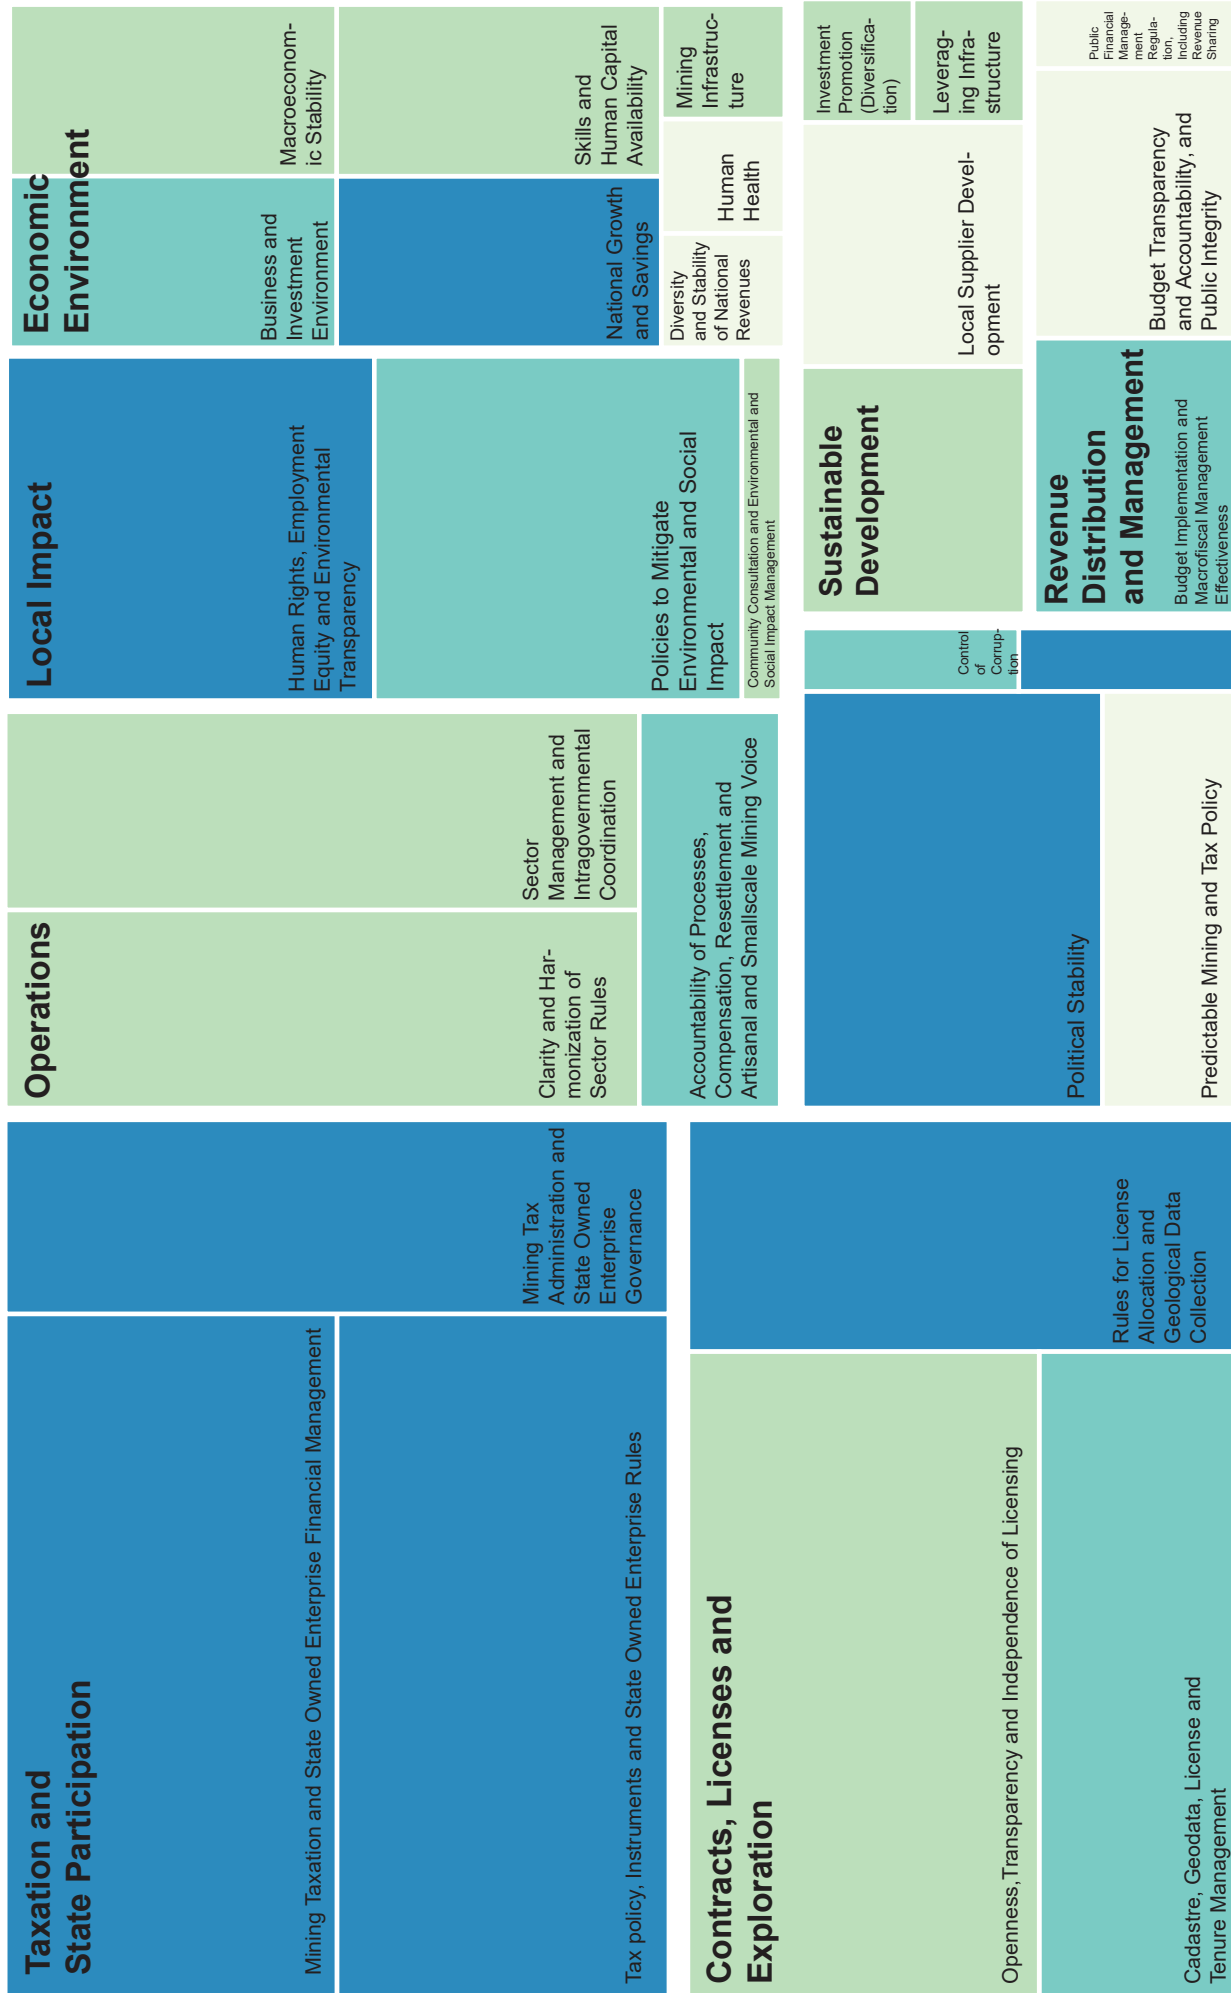 Taxation and
State Participation
Mining Taxation and State Owned Enterprise Financial Management
Tax policy, Instruments and State Owned Enterprise Rules
Mining Tax
Administration and
State Owned
Enterprise
Governance
Operations
Clarity and Har-
monization of
Sector Rules
Sector
Management and
Intragovernmental
Coordination
Accountability of Processes,
Compensation, Resettlement and
Artisanal and Smallscale Mining Voice
Local Impact
Human Rights, Employment
Equity and Environmental
Transparency
Policies to Mitigate
Environmental and Social
Impact
Community Consultation and Environmental and
Social Impact Management
Economic
Environment
Business and
Investment
Environment
Macroeconom-
ic Stability
National Growth
and Savings
Skills and
Human Capital
Availability
Diversity
and Stability
of National
Revenues
Human
Health
Mining
Infrastruc-
ture
Contracts, Licenses and
Exploration
Openness,Transparency and Independence of Licensing
Cadastre, Geodata, License and
Tenure Management
Rules for License
Allocation and
Geological Data
Collection
Political Stability
Predictable Mining and Tax Policy
Control
of
Corrup-
tion
Sustainable
Development
Local Supplier Devel-
opment
Investment
Promotion
(Diversifica-
tion)
Leverag-
ing Infra-
structure
Revenue
Distribution
and Management
Budget Implementation and
Macrofiscal Management
Effectiveness
Budget Transparency
and Accountability, and
Public Integrity
Public
Financial
Manage-
ment
Regula-
tion,
Including
Revenue
Sharing